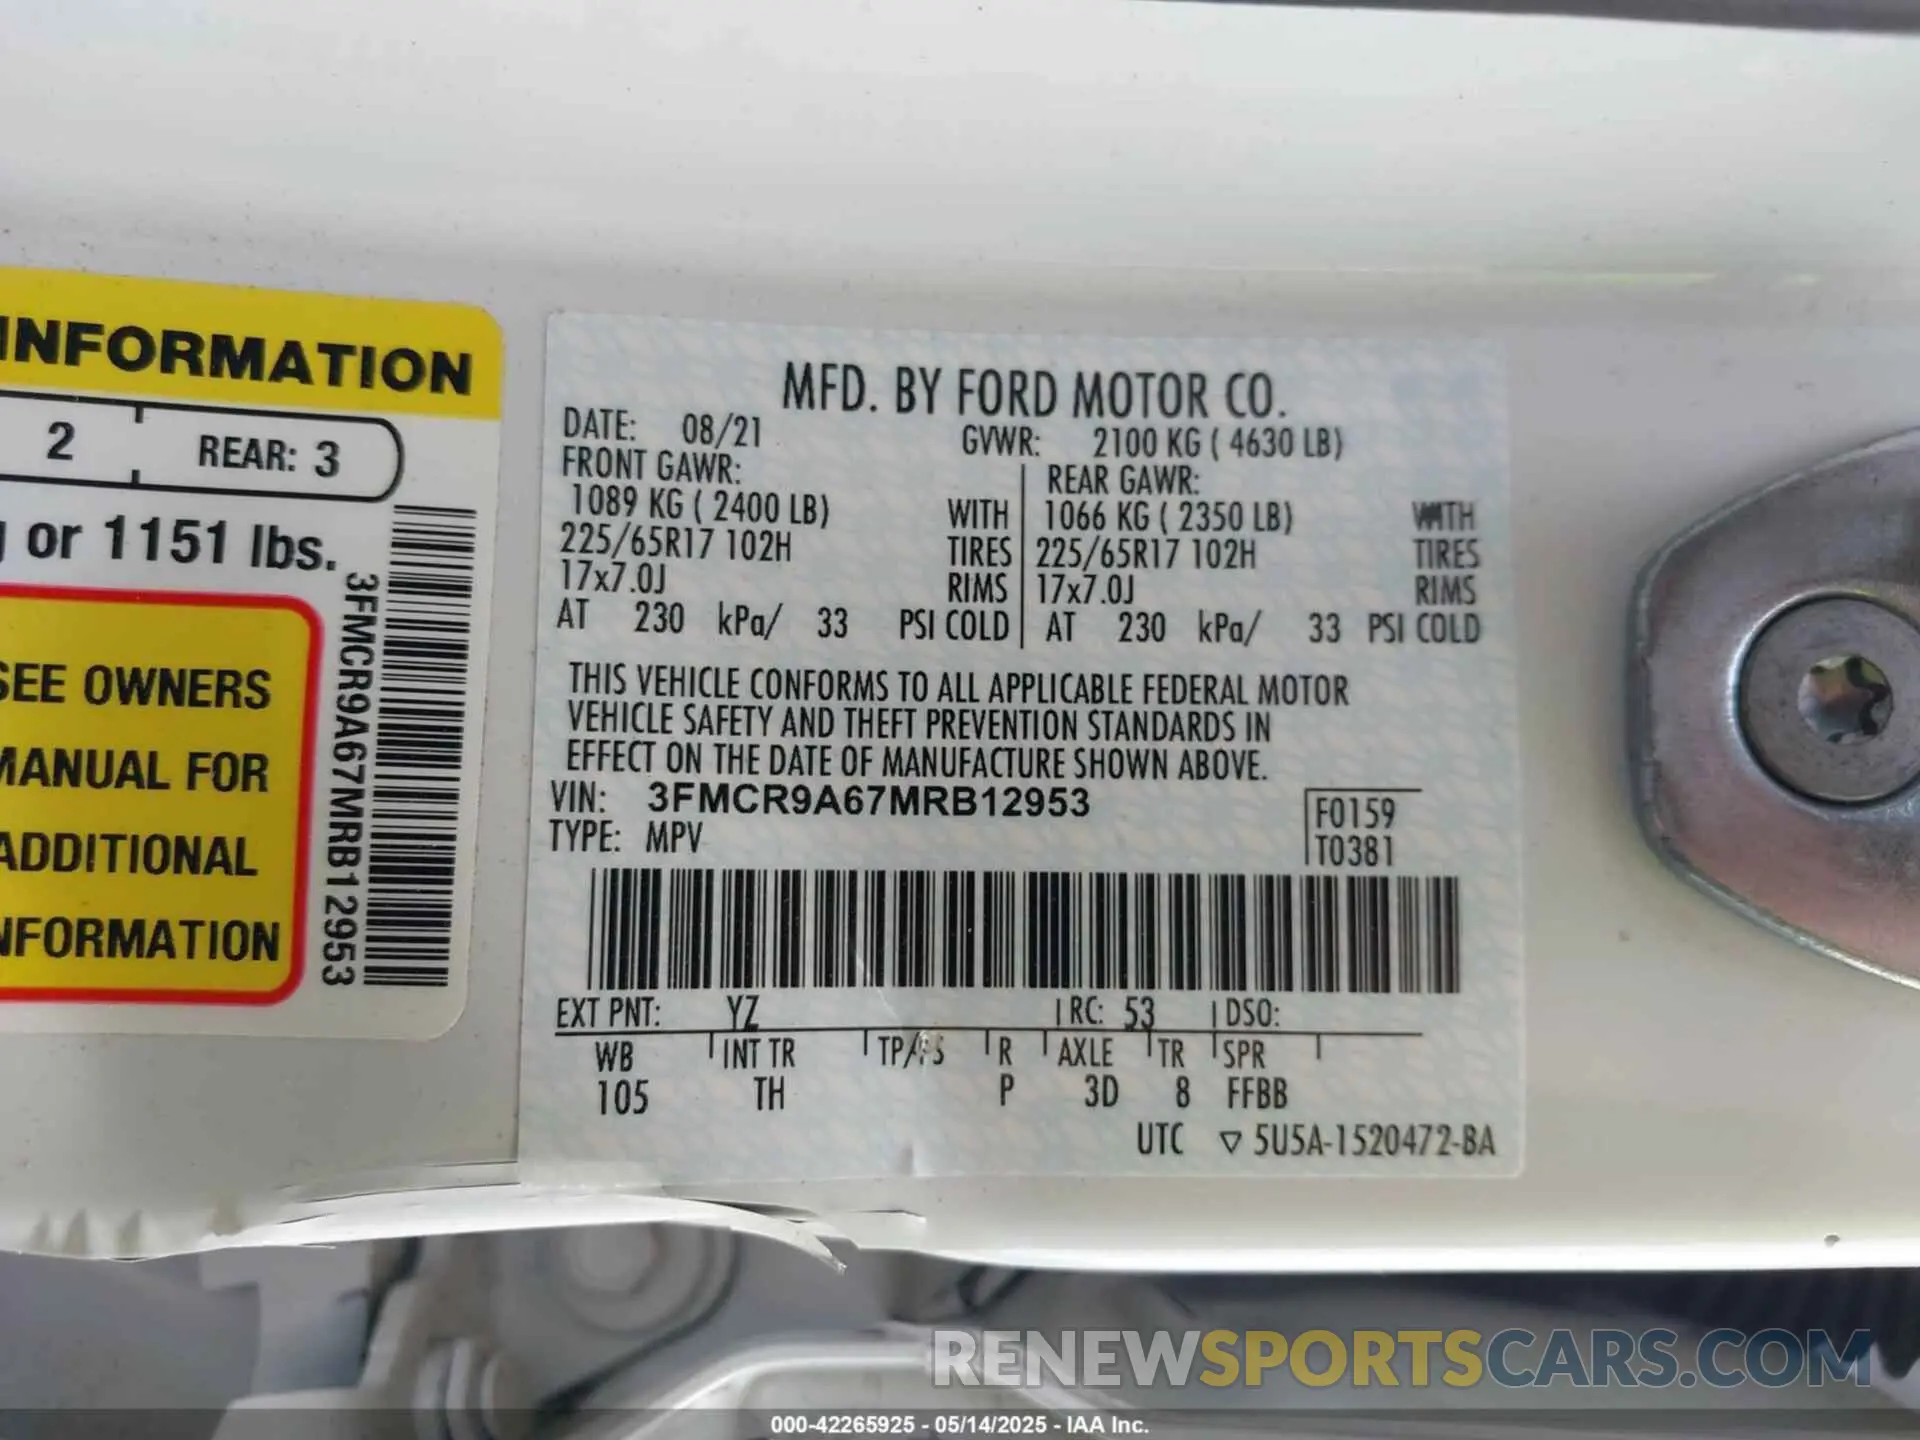 INFORMATION
2 REAR: 3
or 1151 lbs.
SEE OWNERS
MANUAL FOR
ADDITIONAL
INFORMATION
3FMCR9A67MRB12953
MFD. BY FORD MOTOR CO.
DATE: 08/21 GVWR: 2100 KG ( 4630 LB)
FRONT GAWR: REAR GAWR:
1089 KG ( 2400 LB) WITH 1066 KG ( 2350 LB) WITH
225/65R17 102H TIRES 225/65R17 102H TIRES
17x7.0J RIMS 17x7.0J RIMS
AT 230 kPa/ 33 PSI COLD AT 230 kPa/ 33 PSI COLD
THIS VEHICLE CONFORMS TO ALL APPLICABLE FEDERAL MOTOR
VEHICLE SAFETY AND THEFT PREVENTION STANDARDS IN
EFFECT ON THE DATE OF MANUFACTURE SHOWN ABOVE.
VIN: 3FMCR9A67MRB12953 F0159
TYPE: MPV T0381
EXT PNT: YZ RC: 53 DSO:
WB INT TR TP/PS R AXLE TR SPR
105 TH P 3D 8 FFBB
UTC ▽ 5U5A-1520472-BA
RENEWSPORTSCARS.COM
000-42265925 - 05/14/2025 - IAA Inc.